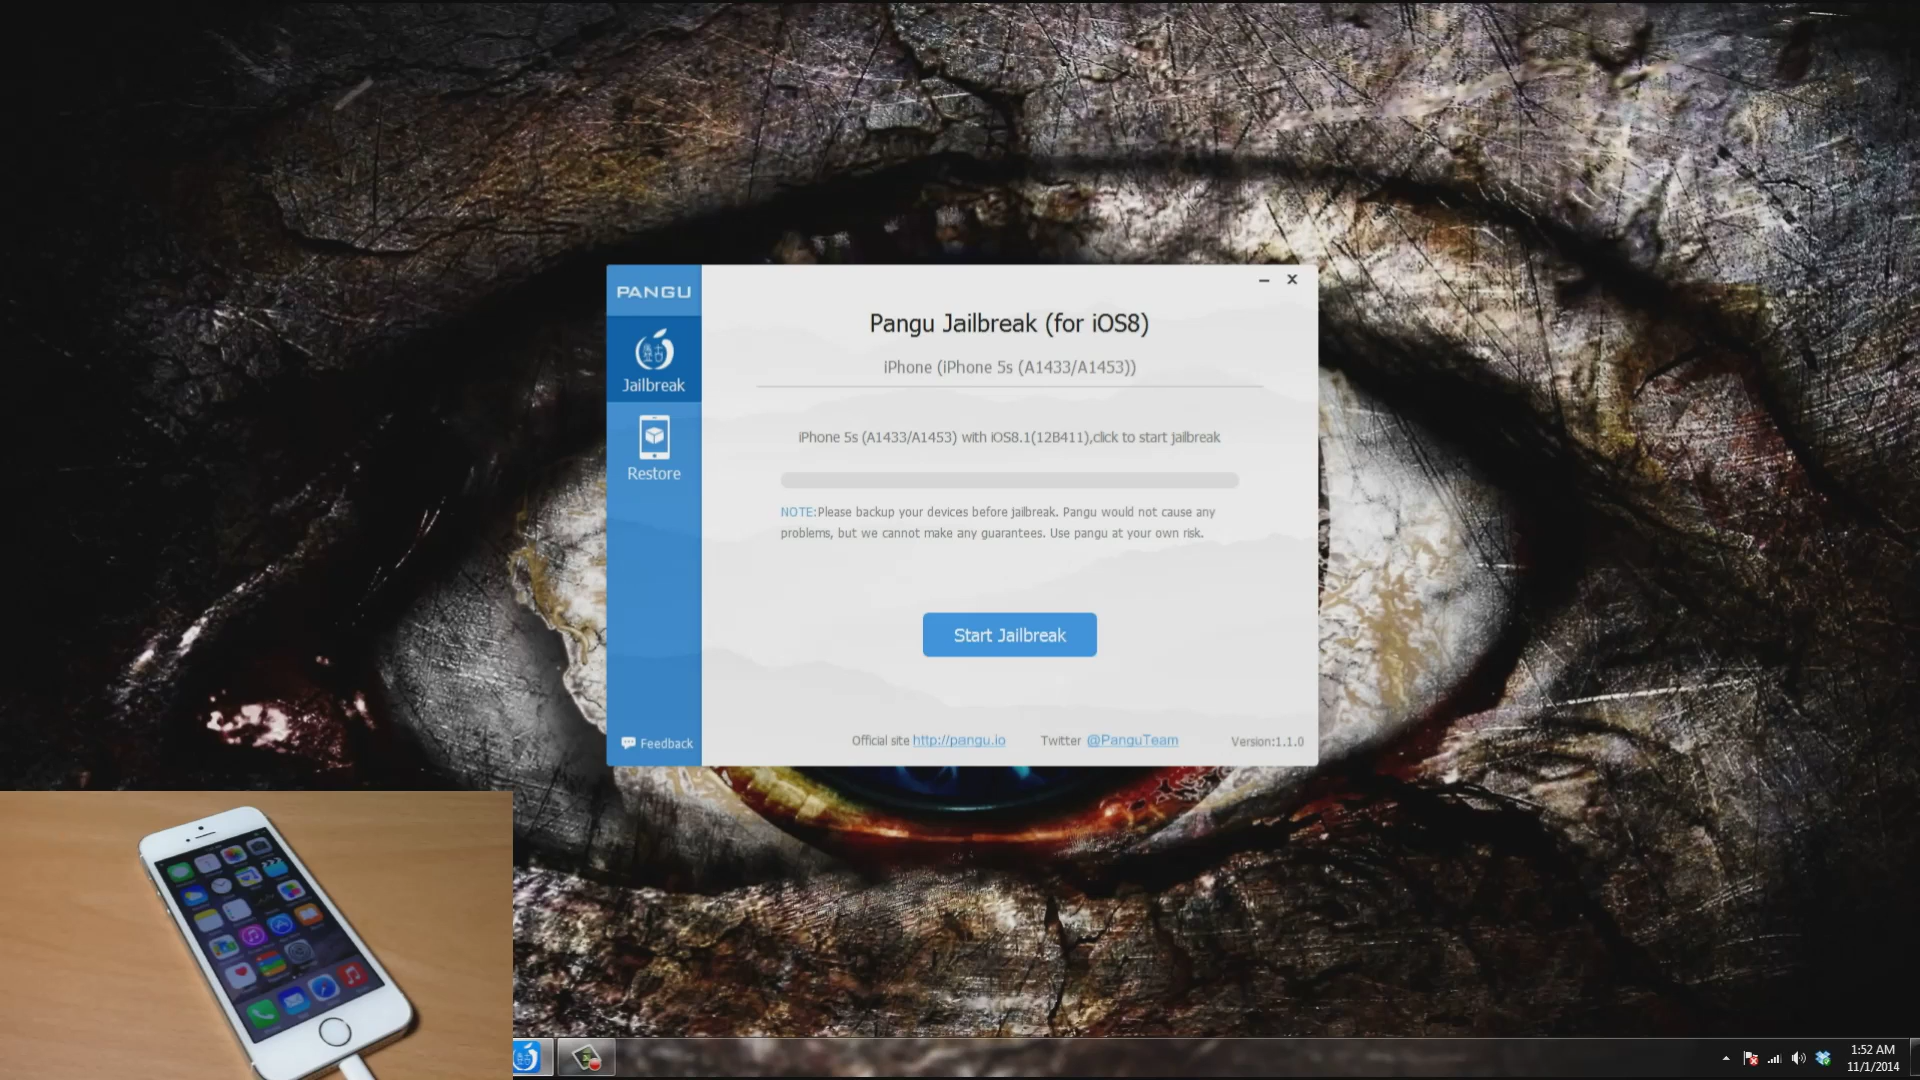 PANGU
Jailbreak
Restore
Feedback
Pangu Jailbreak (for iOS8)
iPhone (iPhone 5s (A1433/A1453))
iPhone 5s (A1433/A1453) with iOS8.1(12B411),click to start jailbreak
NOTE:Please backup your devices before jailbreak. Pangu would not cause any
problems, but we cannot make any guarantees. Use pangu at your own risk.
Start Jailbreak
Official site http://pangu.io Twitter @PanguTeam Version:1.1.0
1:52 AM
11/1/2014